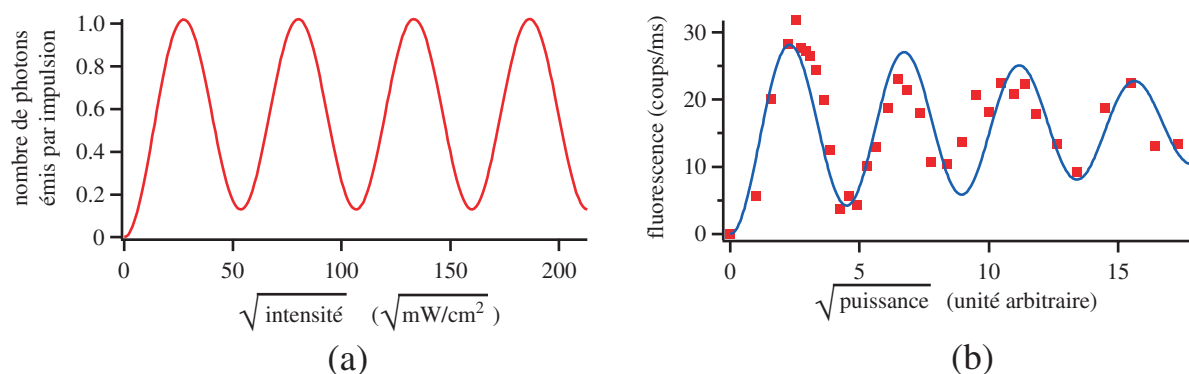 nombre de photons
émis par impulsion
1.0
0.8
0.6
0.4
0.2
0
0 50 100 150 200
√intensité (√mW/cm²)
(a)
fluorescence (coups/ms)
30
20
10
0
0 5 10 15
√puissance (unité arbitraire)
(b)